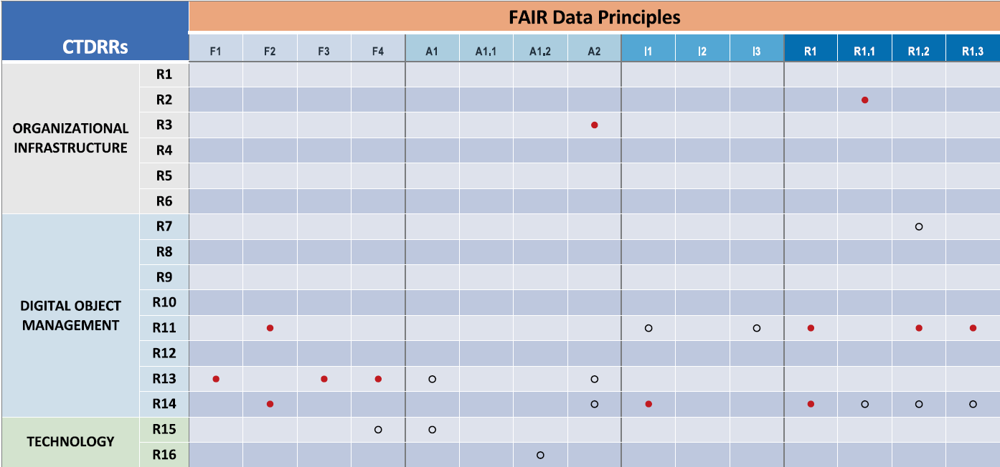 FAIR Data Principles
CTDRRs
F1 F2 F3 F4 A1 A1.1 A1.2 A2 I1 I2 I3 R1 R1.1 R1.2 R1.3
ORGANIZATIONAL
INFRASTRUCTURE
R1
R2
R3
R4
R5
R6
DIGITAL OBJECT
MANAGEMENT
R7
R8
R9
R10
R11
R12
R13
R14
TECHNOLOGY
R15
R16